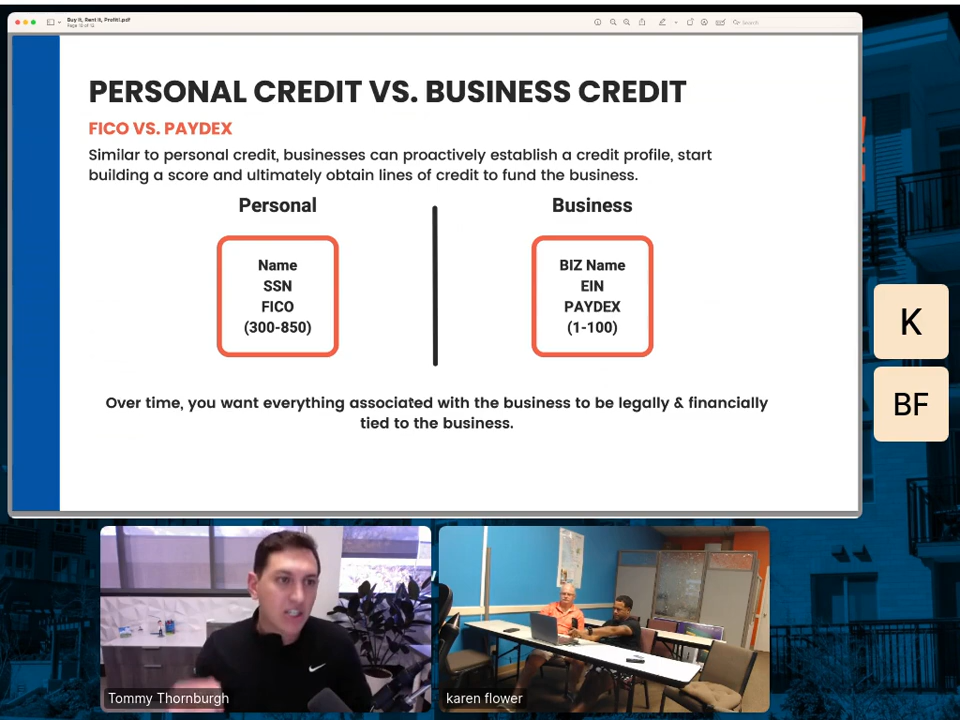 Buy It, Rent It, Profit!.pdf
Search
PERSONAL CREDIT VS. BUSINESS CREDIT
FICO VS. PAYDEX
Similar to personal credit, businesses can proactively establish a credit profile, start
building a score and ultimately obtain lines of credit to fund the business.
Personal
Name
SSN
FICO
(300-850)
Business
BIZ Name
EIN
PAYDEX
(1-100)
Over time, you want everything associated with the business to be legally & financially
tied to the business.
K
BF
Tommy Thornburgh
karen flower